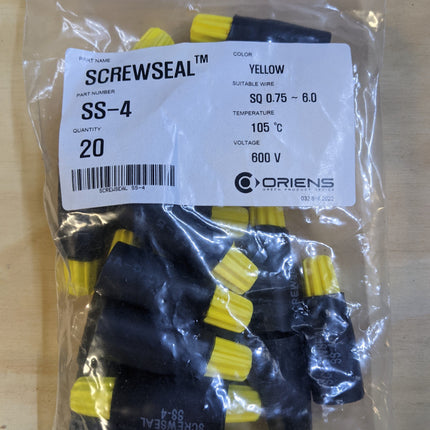 PART NAME
SCREWSEAL™
PART NUMBER
SS-4
QUANTITY
20
SCREWSEAL SS-4
COLOR
YELLOW
SUITABLE WIRE
SQ 0.75 ~ 6.0
TEMPERATURE
105 ℃
VOLTAGE
600 V
ORIENS
SCREWSEAL
SS-4